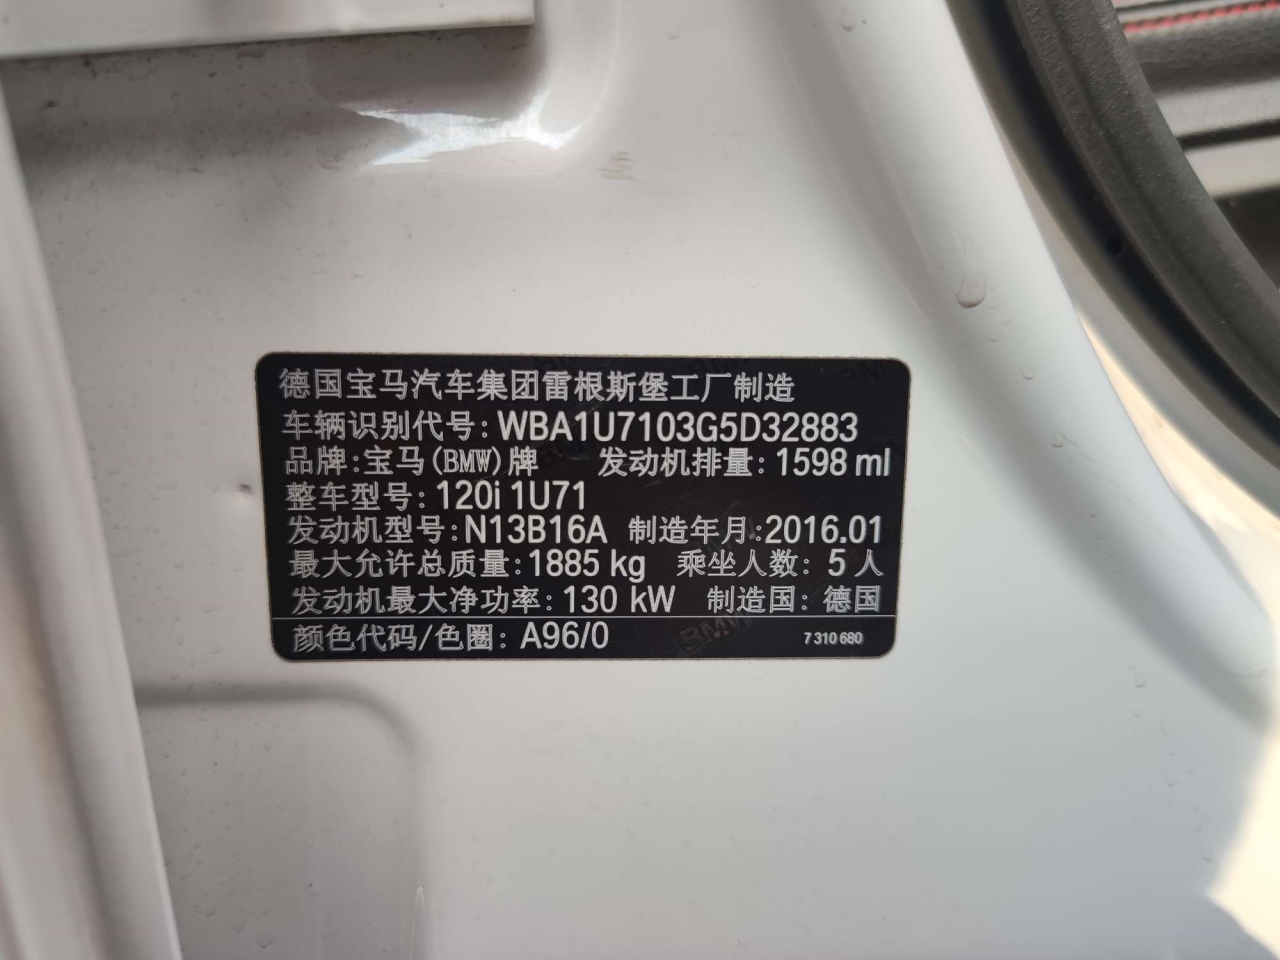 德国宝马汽车集团雷根斯堡工厂制造
车辆识别代号: WBA1U7103G5D32883
品牌:宝马(BMW)牌 发动机排量: 1598 ml
整车型号: 120i 1U71
发动机型号: N13B16A 制造年月:2016.01
最大允许总质量: 1885 kg 乘坐人数: 5 人
发动机最大净功率: 130 kW 制造国: 德国
颜色代码/色圈: A96/0 7 310 680